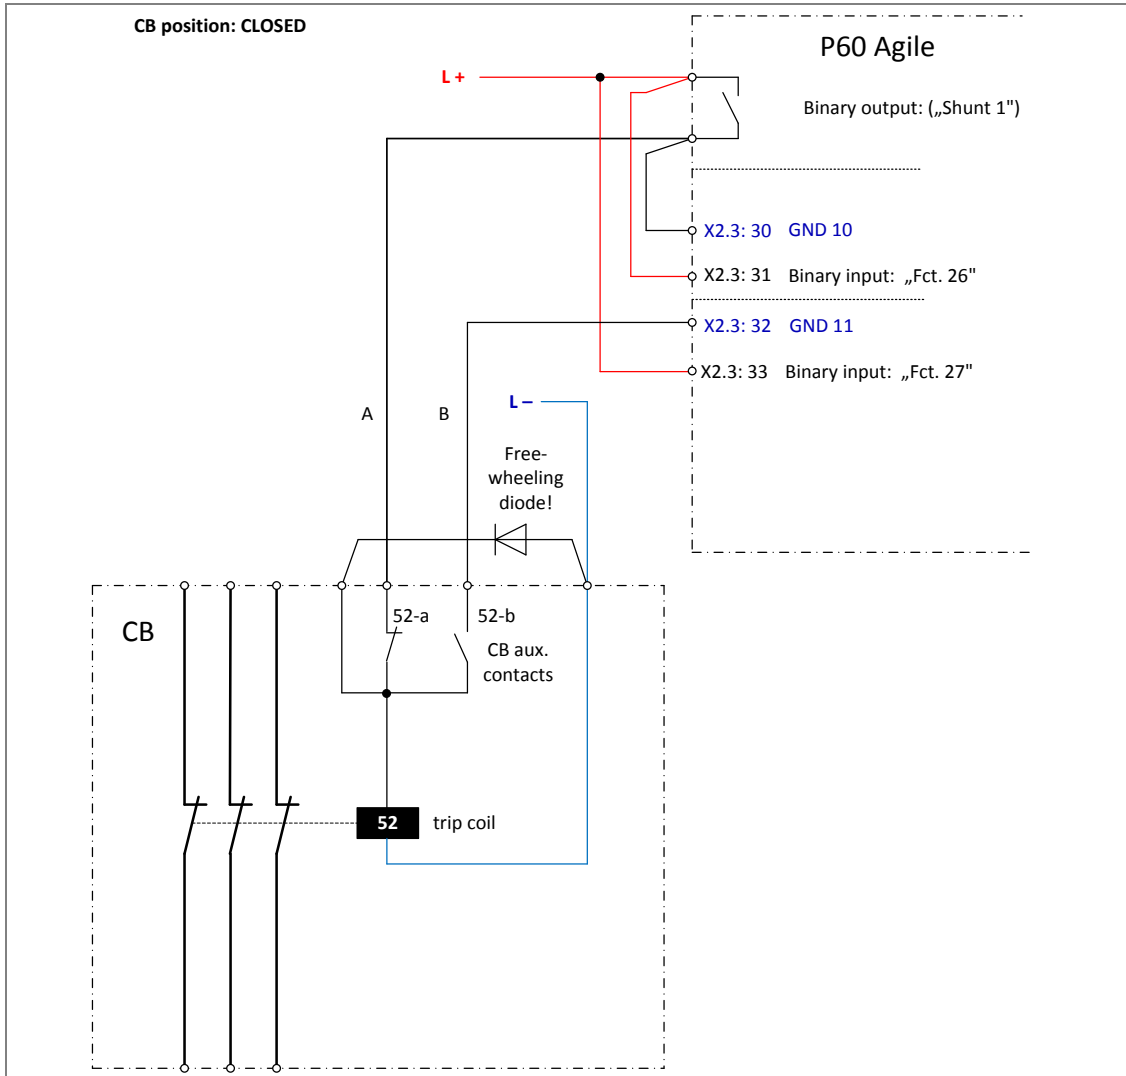 CB position: CLOSED
P60 Agile
L +
Binary output: („Shunt 1")
X2.3: 30 GND 10
X2.3: 31 Binary input: „Fct. 26"
X2.3: 32 GND 11
X2.3: 33 Binary input: „Fct. 27"
A
B
L –
Free-
wheeling
diode!
CB
52-a
52-b
CB aux.
contacts
52
trip coil